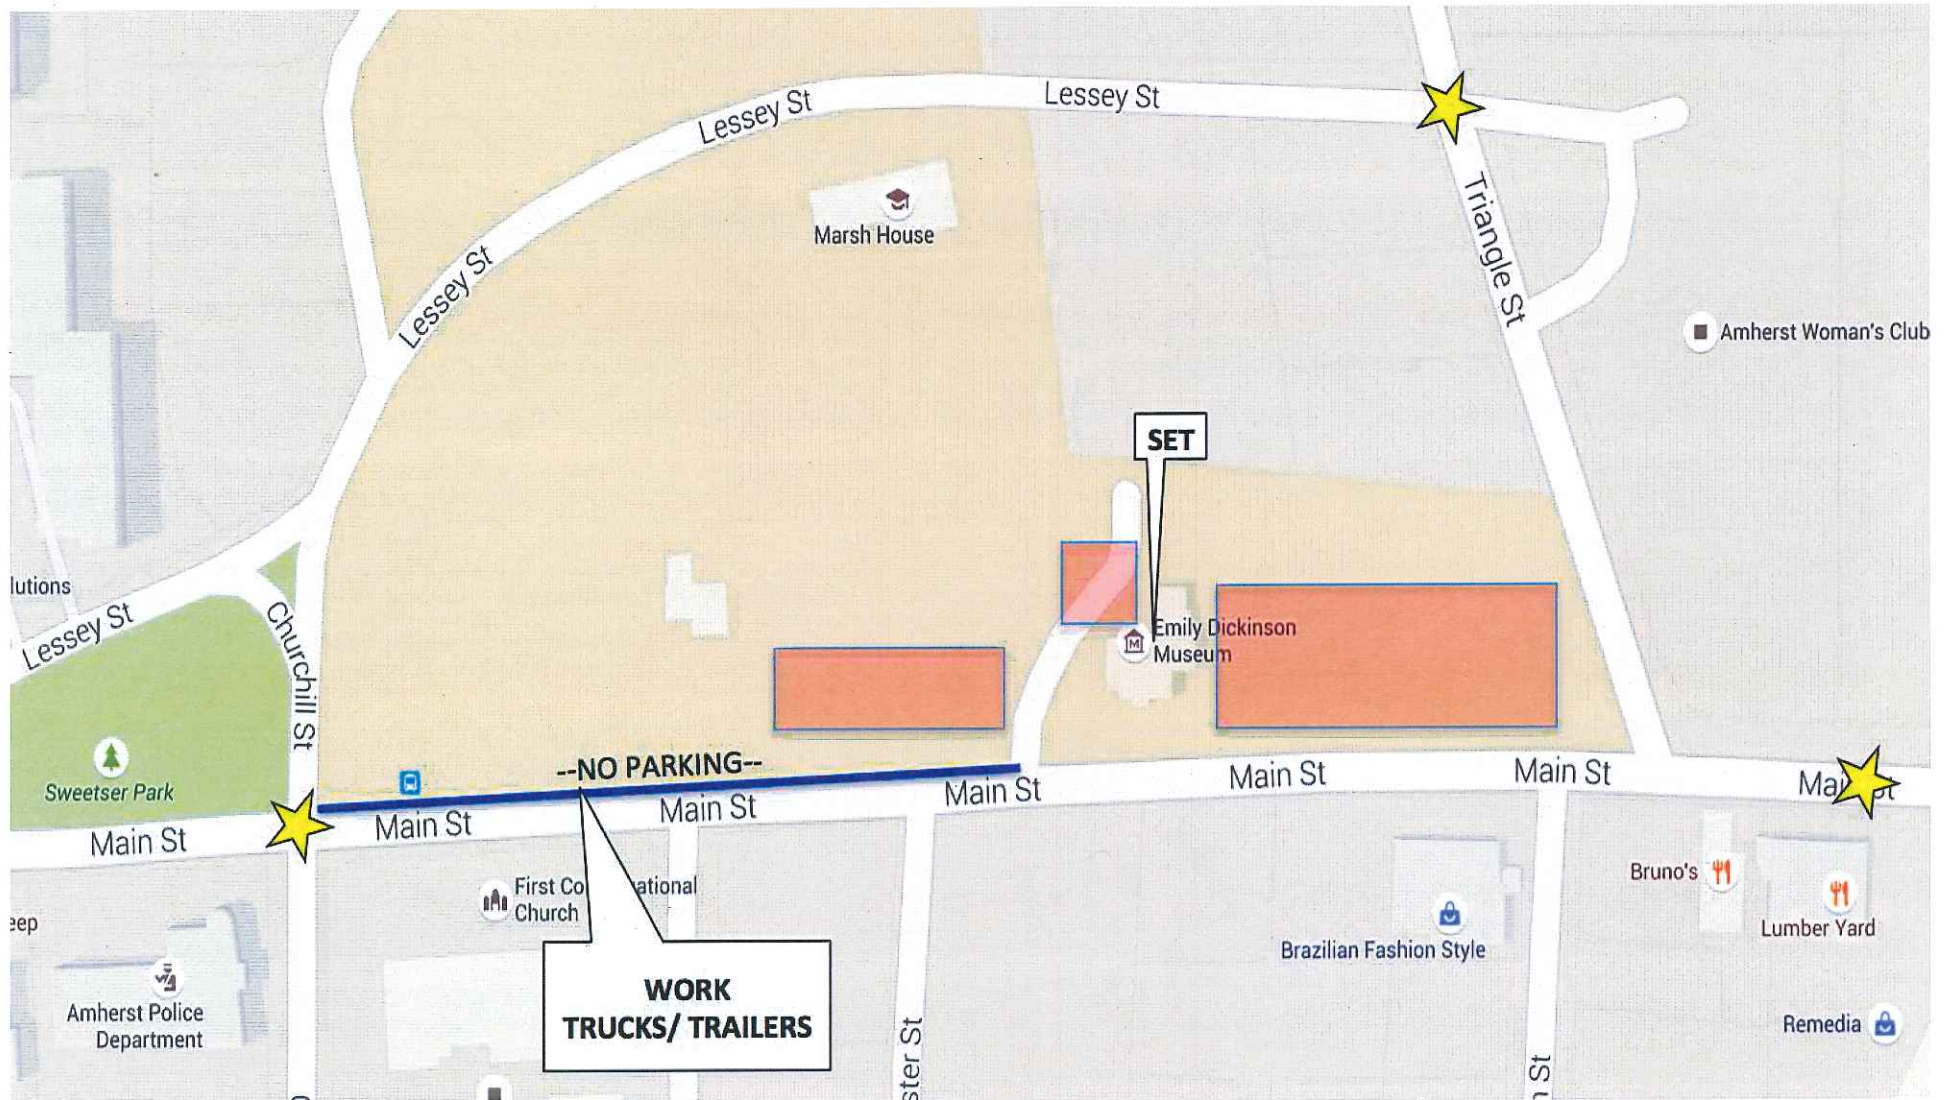 Lessey St
Lessey St
Marsh House
Lessey St
Triangle St
Amherst Woman's Club
SET
lutions
Lessey St
Churchill St
Emily Dickinson
Museum
--NO PARKING--
Sweetser Park
Main St
Main St
Main St
Main St
Main St
Main St
Main St
First Co ational
Church
Bruno's
Lumber Yard
Brazilian Fashion Style
eep
WORK
TRUCKS/ TRAILERS
Amherst Police
Department
Remedia
ster St
St